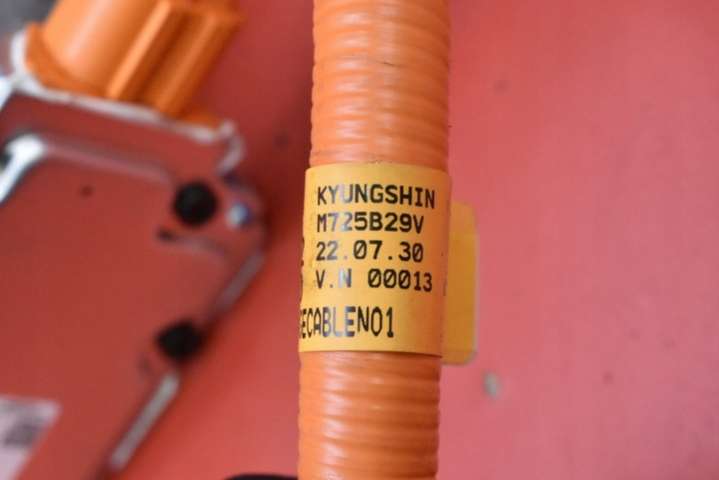 KYUNGSHIN
M725B29V
22.07.30
V.N 00013
ECABLEN01